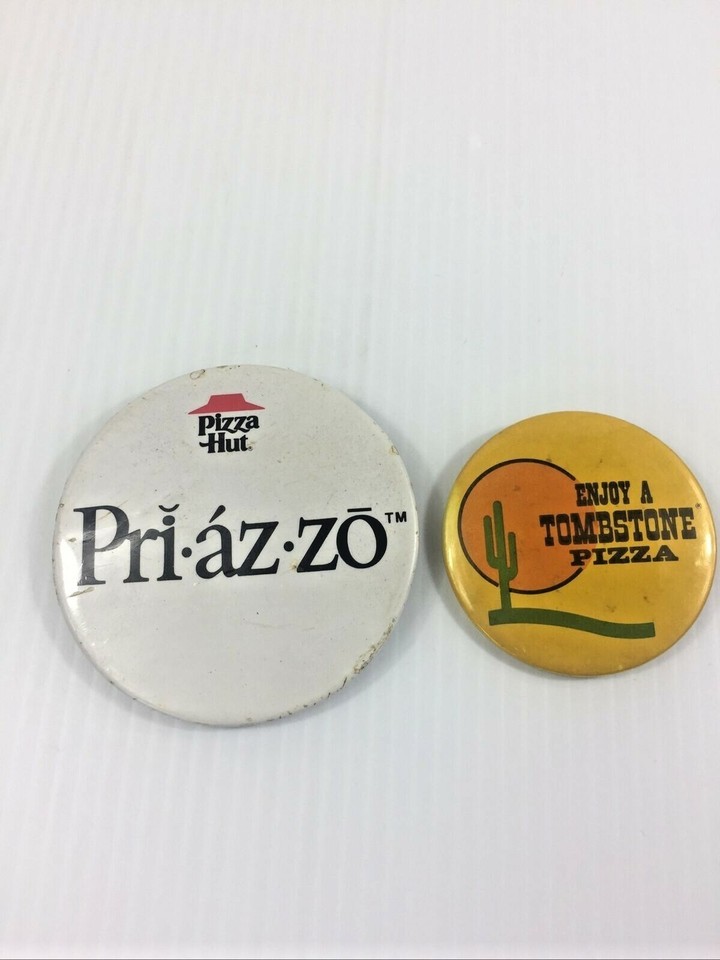 Pizza
Hut®
Prĭ·áz·zō™
ENJOY A
TOMBSTONE®
PIZZA